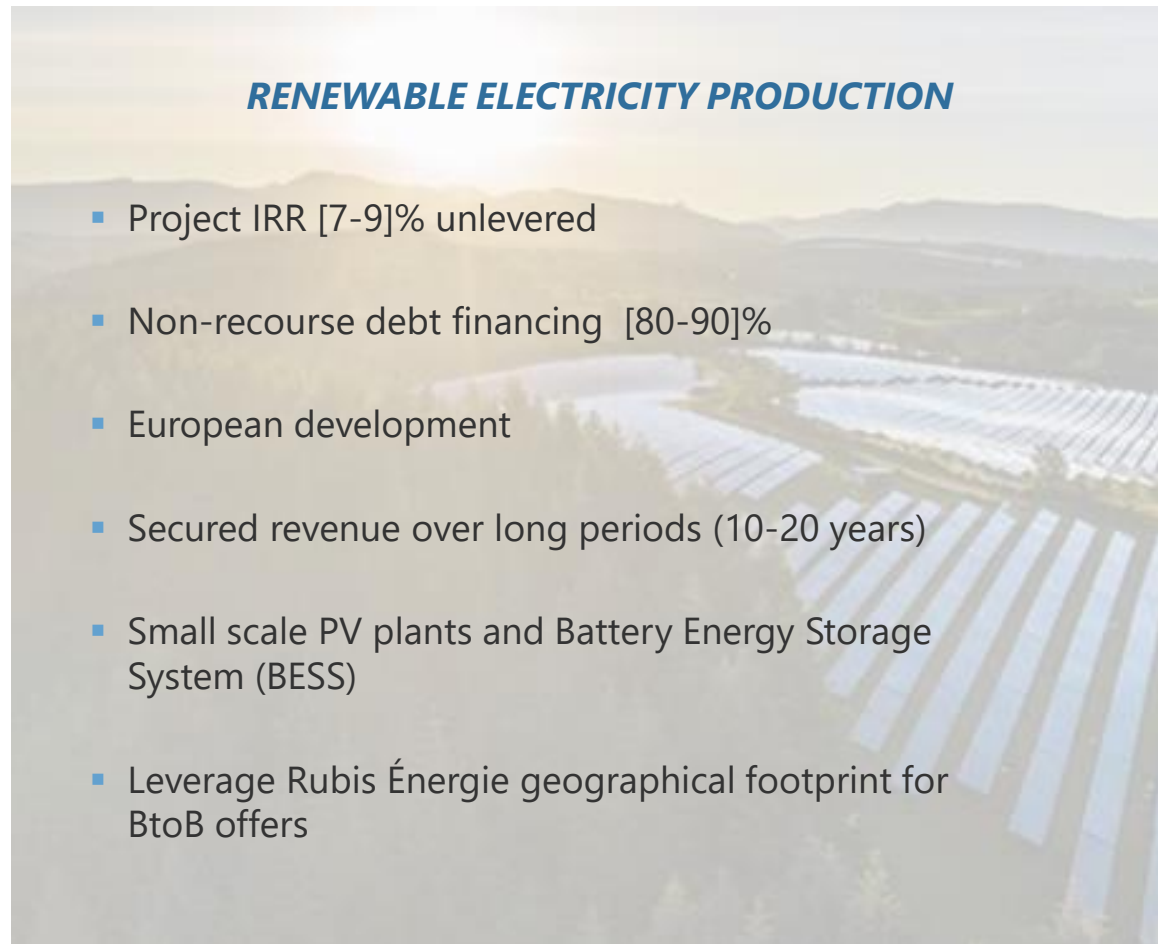 RENEWABLE ELECTRICITY PRODUCTION
▪ Project IRR [7-9]% unlevered
▪ Non-recourse debt financing [80-90]%
▪ European development
▪ Secured revenue over long periods (10-20 years)
▪ Small scale PV plants and Battery Energy Storage
System (BESS)
▪ Leverage Rubis Énergie geographical footprint for
BtoB offers